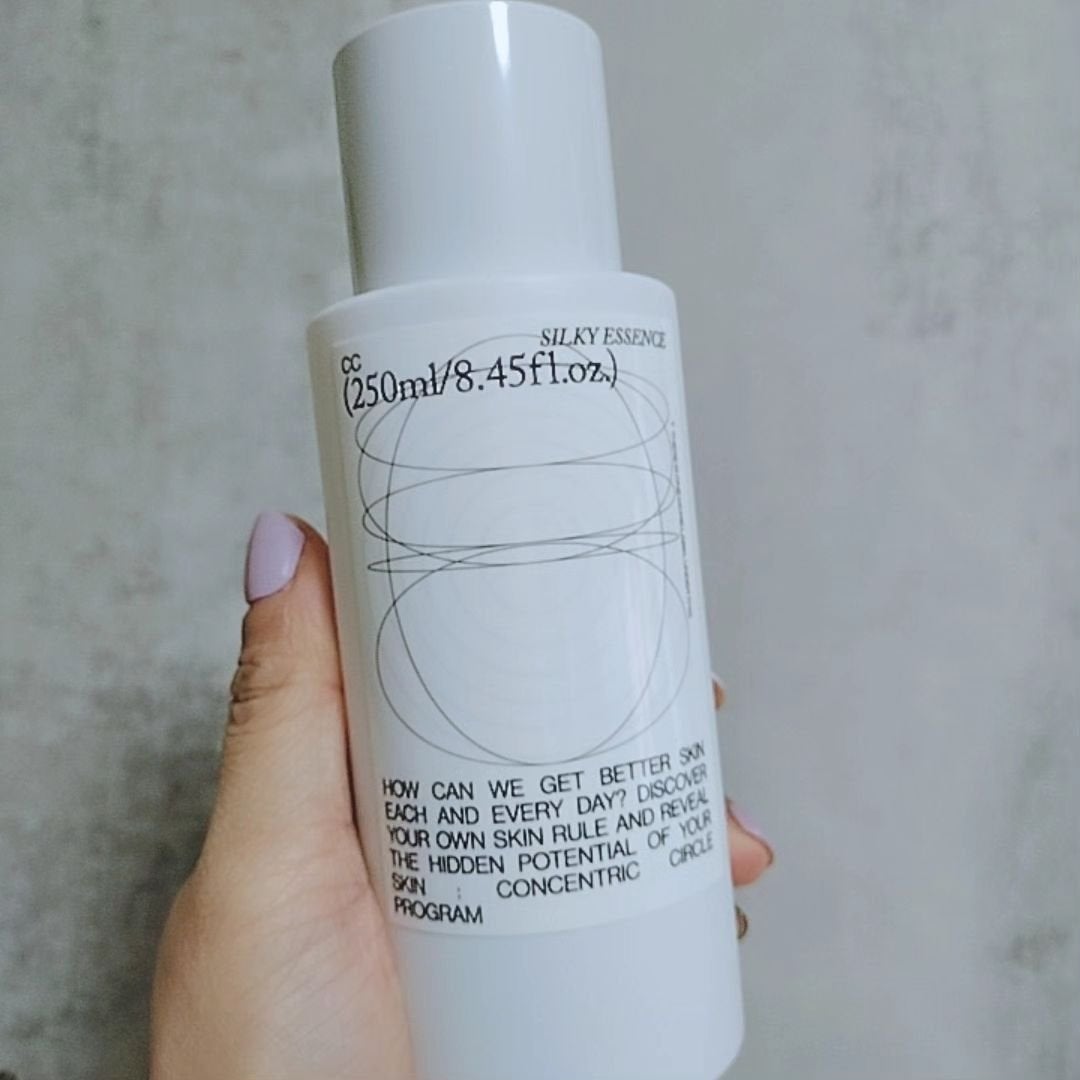 SILKY ESSENCE
CC
(250ml/8.45fl.oz.)
HOW CAN WE GET BETTER SKIN
EACH AND EVERY DAY? DISCOVER
YOUR OWN SKIN RULE AND REVEAL
THE HIDDEN POTENTIAL OF YOUR
SKIN : CONCENTRIC CIRCLE
PROGRAM